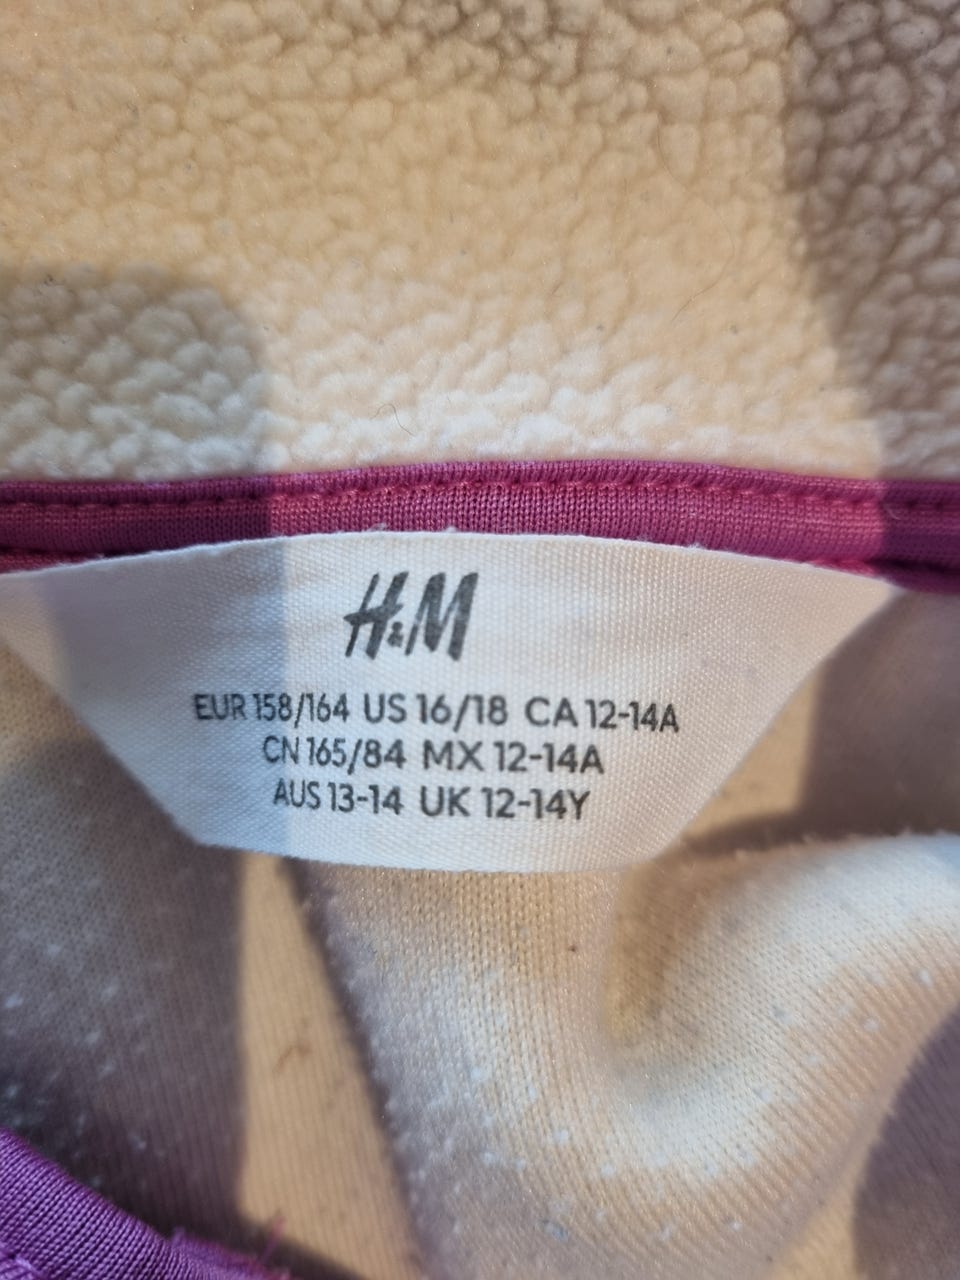 H&M
EUR 158/164 US 16/18 CA 12-14A
CN 165/84 MX 12-14A
AUS 13-14 UK 12-14Y